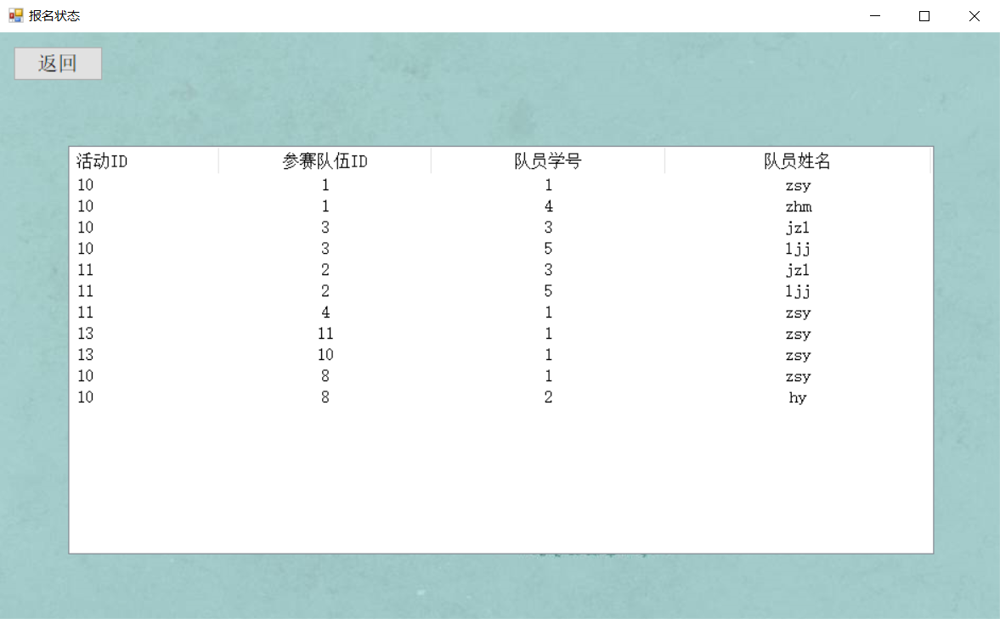 报名状态
返回
活动ID 参赛队伍ID 队员学号 队员姓名
10 1 1 zsy
10 1 4 zhm
10 3 3 jzl
10 3 5 ljj
11 2 3 jzl
11 2 5 ljj
11 4 1 zsy
13 11 1 zsy
13 10 1 zsy
10 8 1 zsy
10 8 2 hy